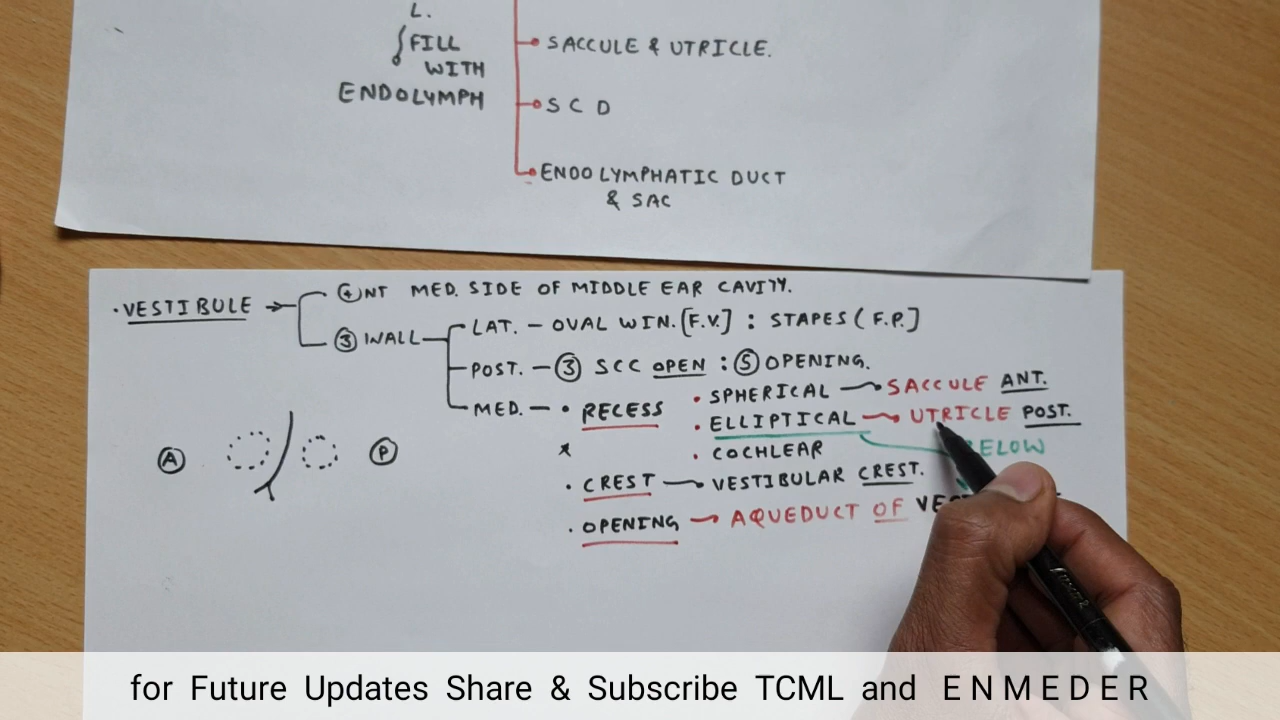 L.
FILL
WITH
ENDOLYMPH
SACCULE & UTRICLE.
S C D
ENDOLYMPHATIC DUCT
& SAC
. VESTIBULE
NT MED. SIDE OF MIDDLE EAR CAVITY.
③ WALL
LAT. - OVAL WIN. [F.V.] : STAPES (F.P.)
POST. - ③ SCC OPEN : ⑤ OPENING.
MED. - • RECESS
• SPHERICAL SACCULE ANT.
• ELLIPTICAL UTRICLE POST.
• COCHLEAR
• CREST VESTIBULAR CREST.
• OPENING AQUEDUCT OF
Ⓐ Ⓟ
for Future Updates Share & Subscribe TCML and E N M E D E R